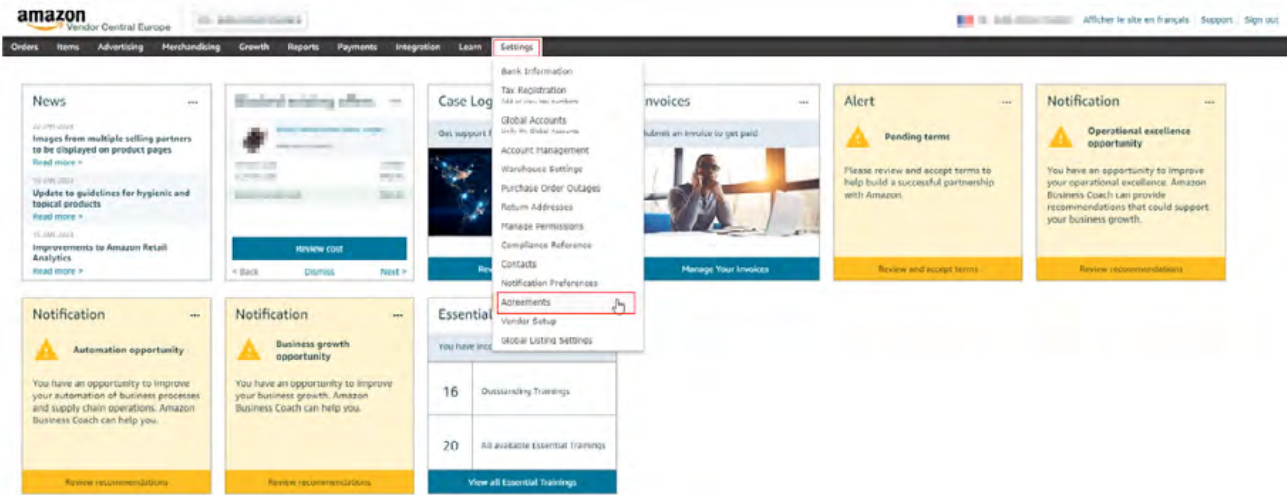 amazon
Vendor Central Europe
Afficher le site en français Support Sign out
Orders Items Advertising Merchandising Growth Reports Payments Integration Learn Settings
Bank Information
Tax Registration
Global Accounts
Account Management
Warehouse Settings
Purchase Order Outages
Return Addresses
Manage Permissions
Compliance Reference
Contacts
Notification Preferences
Agreements
Vendor Setup
Global Listing Settings
News ...
Images from multiple selling partners
to be displayed on product pages
Read more >
Update to guidelines for hygienic and
topical products
Read more >
Improvements to Amazon Retail
Analytics
Read more >
...
Review cost
< Back Dismiss Next >
Case Log
Get support
nvoices ...
ubmit an invoice to get paid
Manage Your Invoices
Alert ...
Pending terms
Please review and accept terms to
help build a successful partnership
with Amazon.
Review and accept terms
Notification ...
Operational excellence
opportunity
You have an opportunity to improve
your operational excellence. Amazon
Business Coach can provide
recommendations that could support
your business growth.
Review recommendations
Notification ...
Automation opportunity
You have an opportunity to improve
your automation of business processes
and supply chain operations. Amazon
Business Coach can help you.
Review recommendations
Notification ...
Business growth
opportunity
You have an opportunity to improve
your business growth. Amazon
Business Coach can help you.
Review recommendations
Essential
You have
16 Outstanding Trainings
20 All available Essential Trainings
View all Essential Trainings